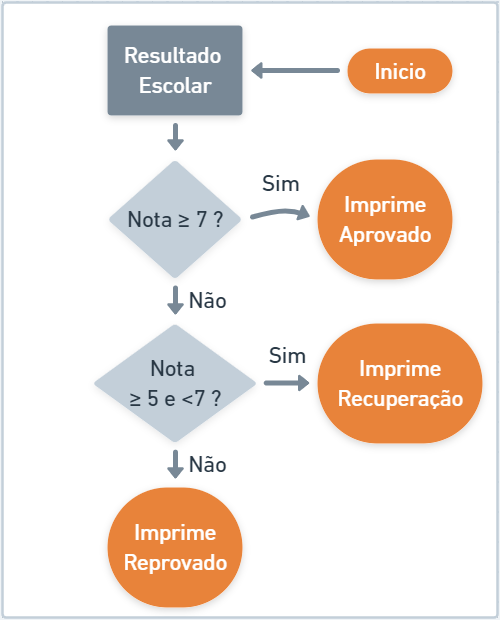 Resultado
Escolar
Inicio
Nota ≥ 7 ?
Sim
Imprime
Aprovado
Não
Nota
≥ 5 e <7 ?
Sim
Imprime
Recuperação
Não
Imprime
Reprovado